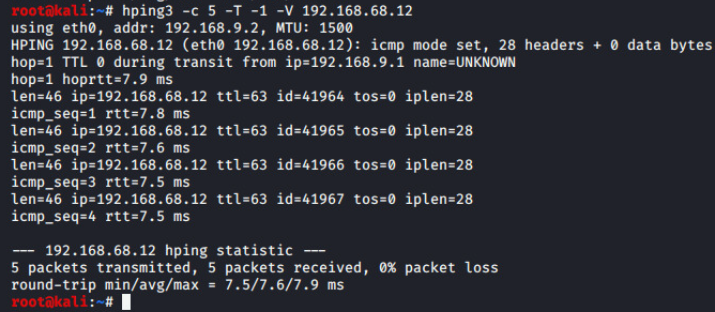 root@kali:~# hping3 -c 5 -T -1 -V 192.168.68.12
using eth0, addr: 192.168.9.2, MTU: 1500
HPING 192.168.68.12 (eth0 192.168.68.12): icmp mode set, 28 headers + 0 data bytes
hop=1 TTL 0 during transit from ip=192.168.9.1 name=UNKNOWN
hop=1 hoprtt=7.9 ms
len=46 ip=192.168.68.12 ttl=63 id=41964 tos=0 iplen=28
icmp_seq=1 rtt=7.8 ms
len=46 ip=192.168.68.12 ttl=63 id=41965 tos=0 iplen=28
icmp_seq=2 rtt=7.6 ms
len=46 ip=192.168.68.12 ttl=63 id=41966 tos=0 iplen=28
icmp_seq=3 rtt=7.5 ms
len=46 ip=192.168.68.12 ttl=63 id=41967 tos=0 iplen=28
icmp_seq=4 rtt=7.5 ms
--- 192.168.68.12 hping statistic ---
5 packets transmitted, 5 packets received, 0% packet loss
round-trip min/avg/max = 7.5/7.6/7.9 ms
root@kali:~#